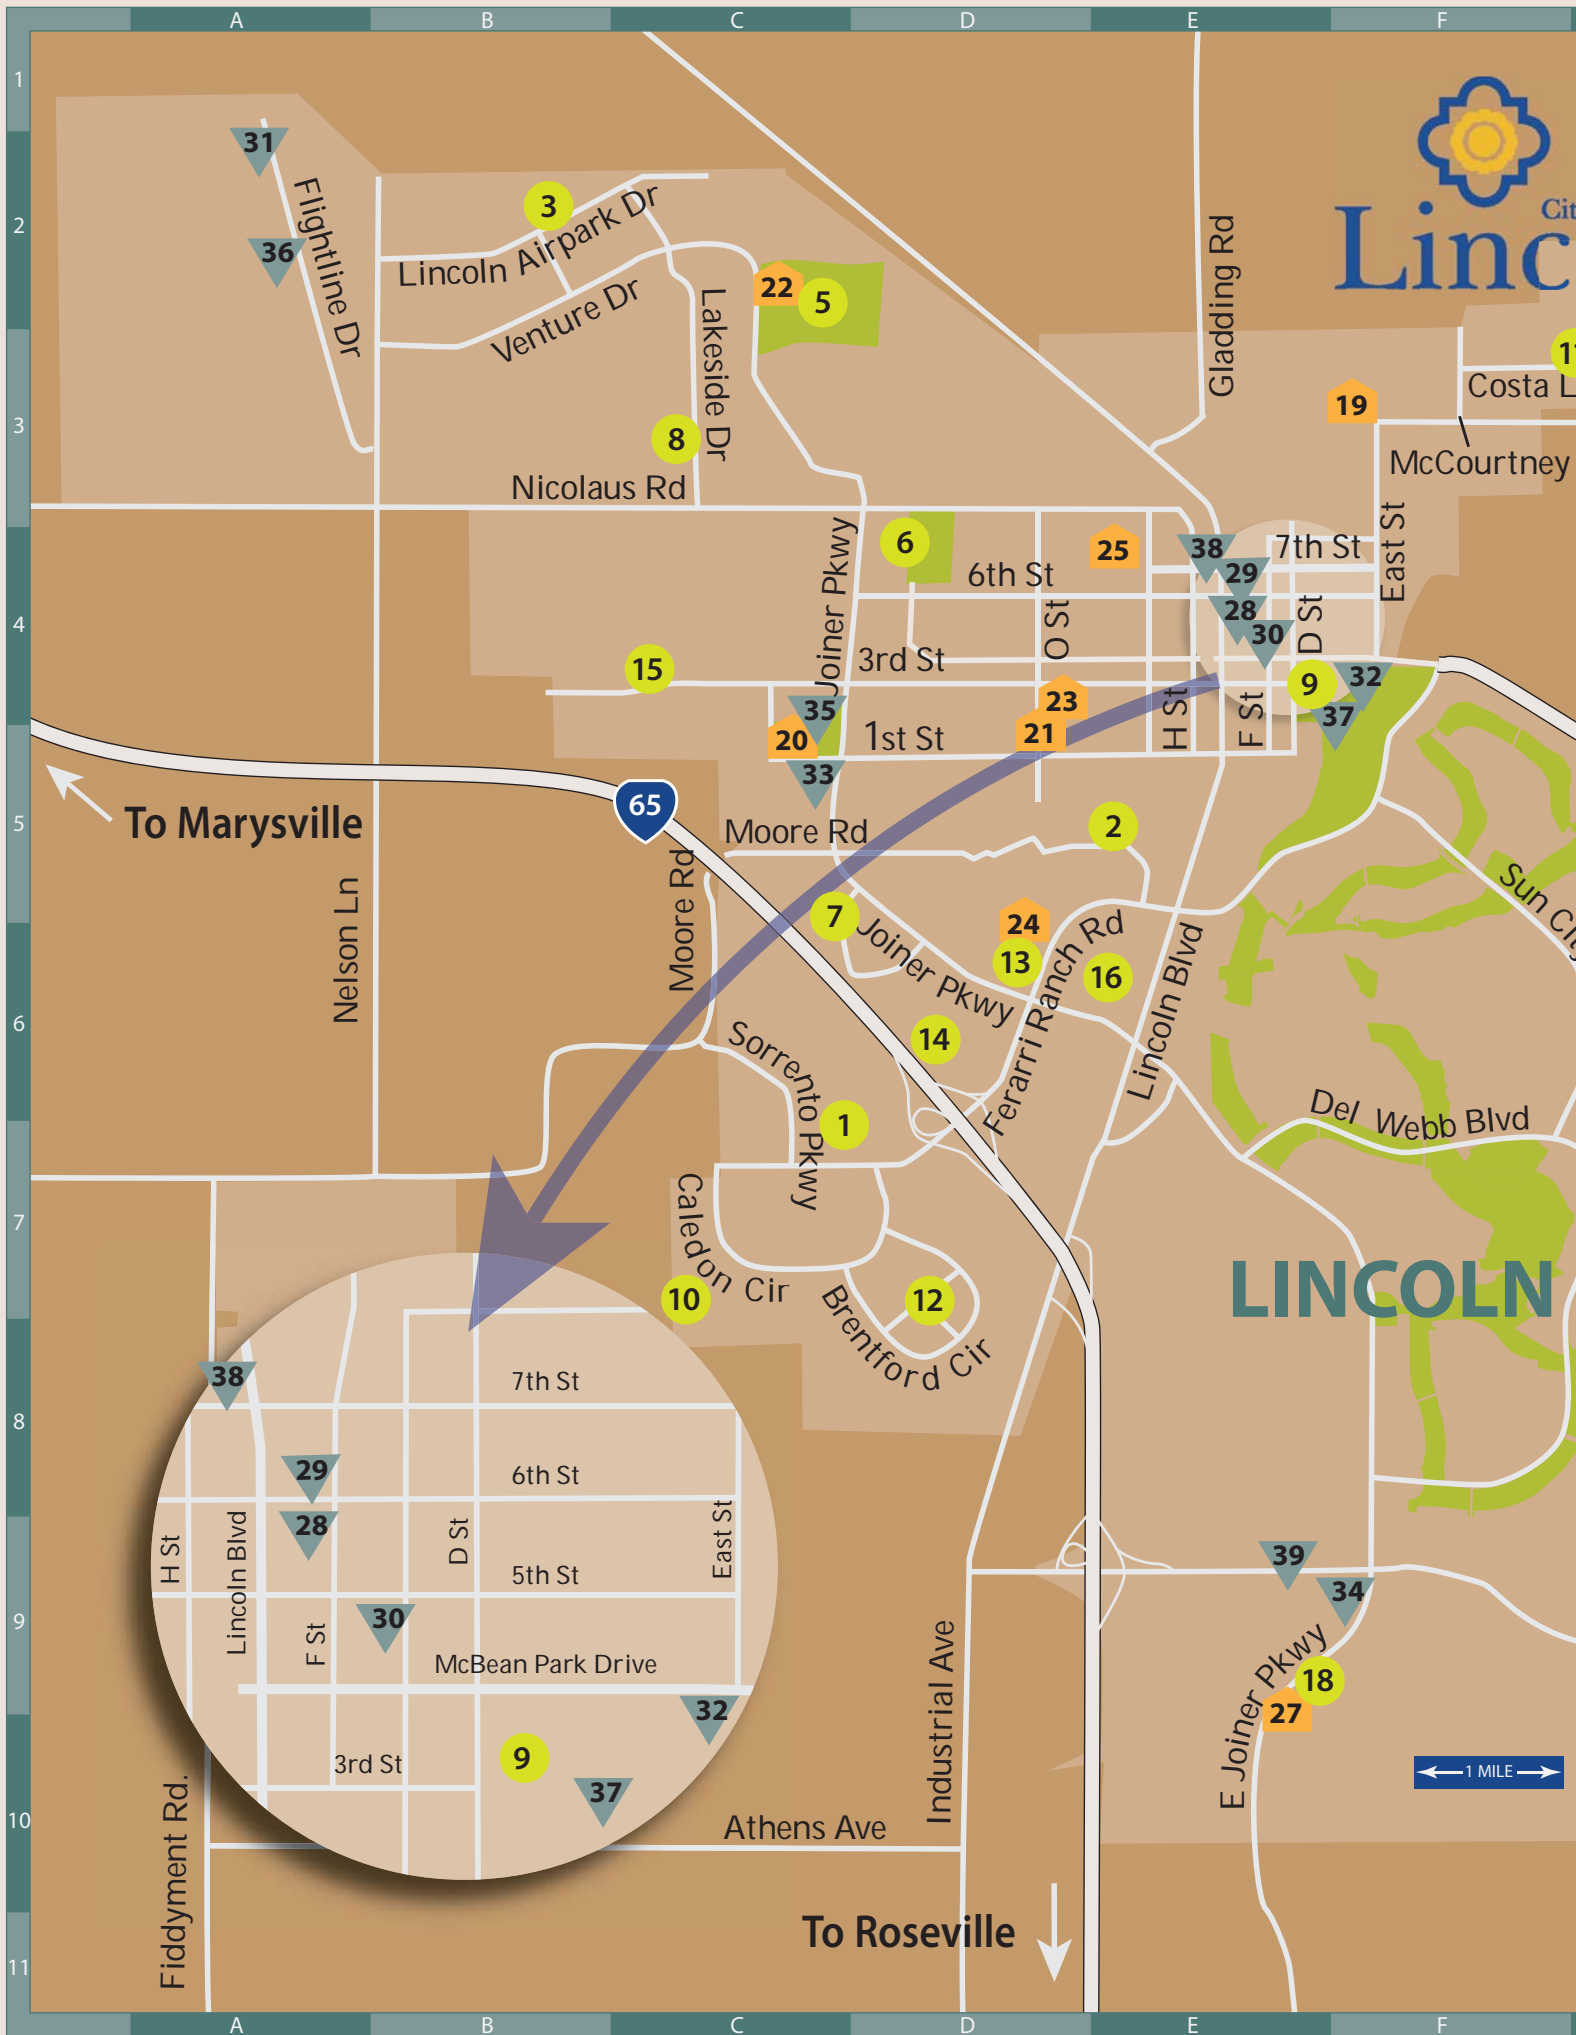 A B C D E F
1
31
Flightline Dr
3
Lincoln Airpark Dr
2
36
Gladding Rd
Cit
Linc
22
5
Venture Dr
Lakeside Dr
19
Costa L
3
8
McCourtney
Nicolaus Rd
6
25
38
7th St
East St
Joiner Pkwy
6th St
29
4
28
O St
30
D St
15
3rd St
9
32
35
23
H St
F St
37
20
1st St
21
33
65
To Marysville
5
Moore Rd
2
Sun City
Nelson Ln
Moore Rd
7
Joiner Pkwy
24
13
Ferarri Ranch Rd
16
Lincoln Blvd
6
Sorrento Pkwy
14
1
Del Webb Blvd
7
Caledon Cir
10
Brentford Cir
12
LINCOLN
38
7th St
8
29
6th St
28
H St
Lincoln Blvd
D St
East St
5th St
39
34
9
30
F St
McBean Park Drive
Industrial Ave
E Joiner Pkwy
18
27
32
3rd St
9
37
1 MILE
10
Fiddyment Rd.
Athens Ave
To Roseville
11
A B C D E F